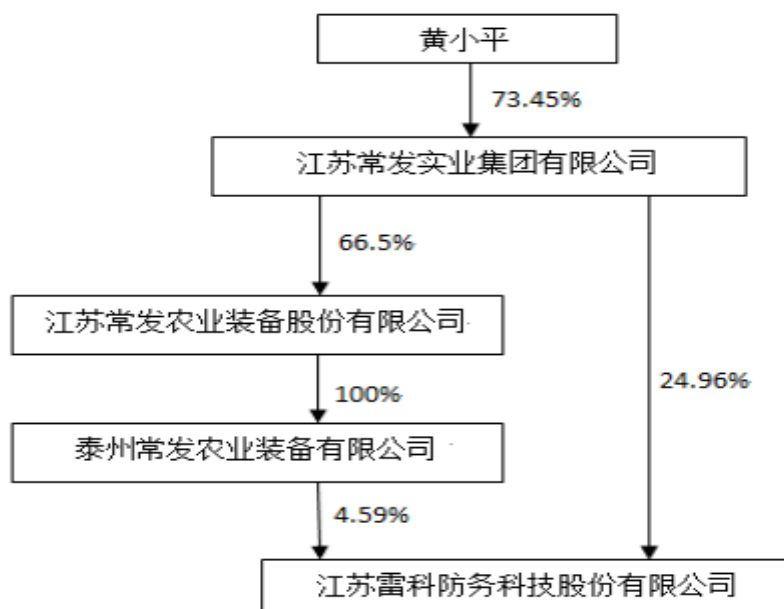 黄小平
73.45%
江苏常发实业集团有限公司
66.5%
江苏常发农业装备股份有限公司
24.96%
100%
泰州常发农业装备有限公司
4.59%
江苏雷科防务科技股份有限公司